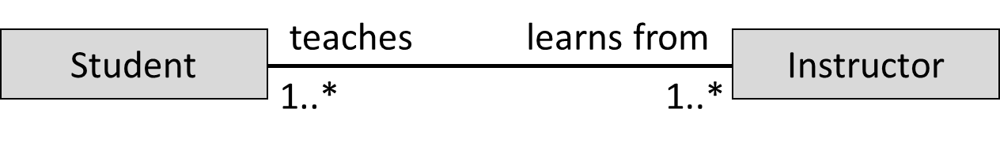 teaches learns from
Student Instructor
1..* 1..*